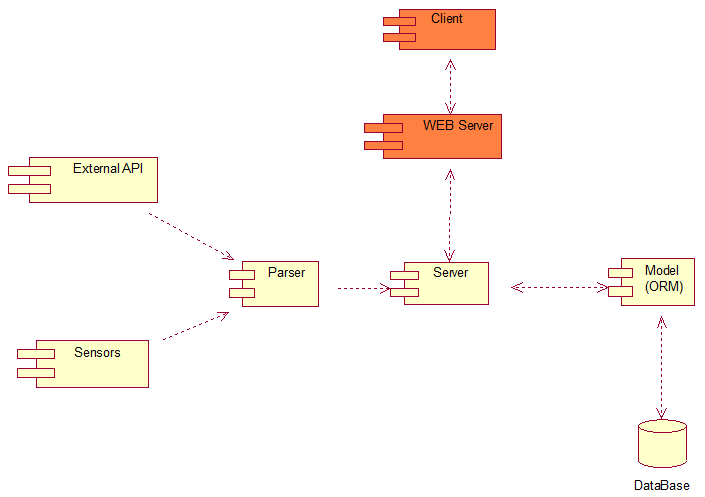 Client
WEB Server
External API
Parser
Server
Model
(ORM)
Sensors
DataBase